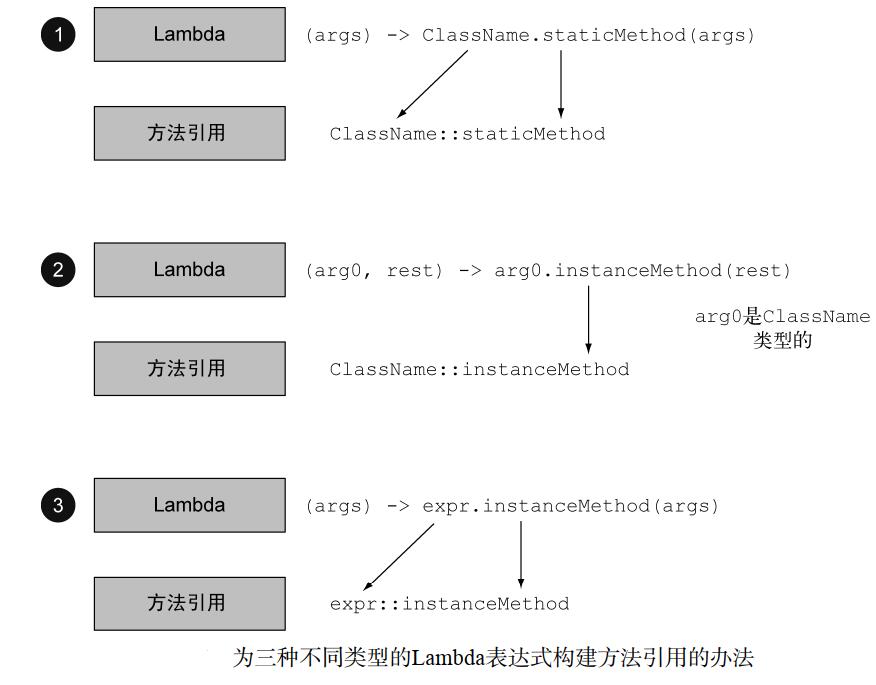 1 Lambda (args) -> ClassName.staticMethod(args)
方法引用 ClassName::staticMethod
2 Lambda (arg0, rest) -> arg0.instanceMethod(rest)
arg0是ClassName
类型的
方法引用 ClassName::instanceMethod
3 Lambda (args) -> expr.instanceMethod(args)
方法引用 expr::instanceMethod
为三种不同类型的Lambda表达式构建方法引用的办法